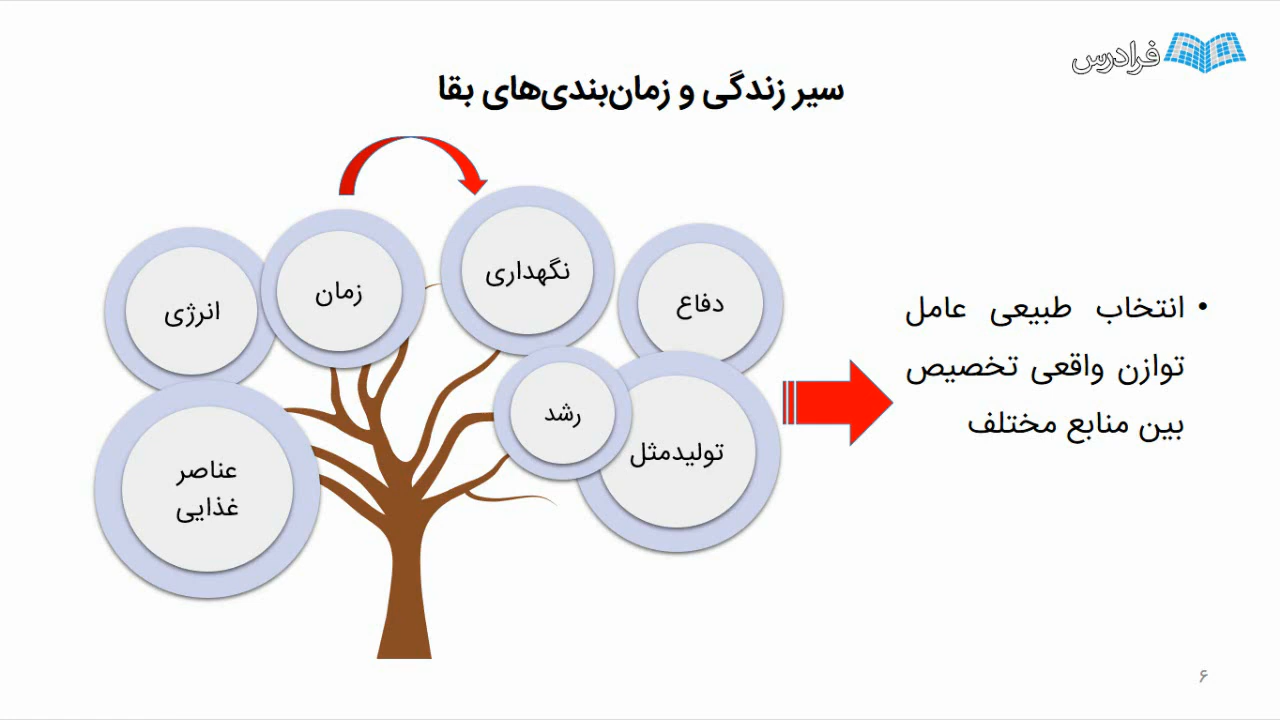 فرادرس
سیر زندگی و زمان‌بندی‌های بقا
انرژی
زمان
نگهداری
دفاع
عناصر
غذایی
رشد
تولیدمثل
• انتخاب طبیعی عامل
توازن واقعی تخصیص
بین منابع مختلف
۶